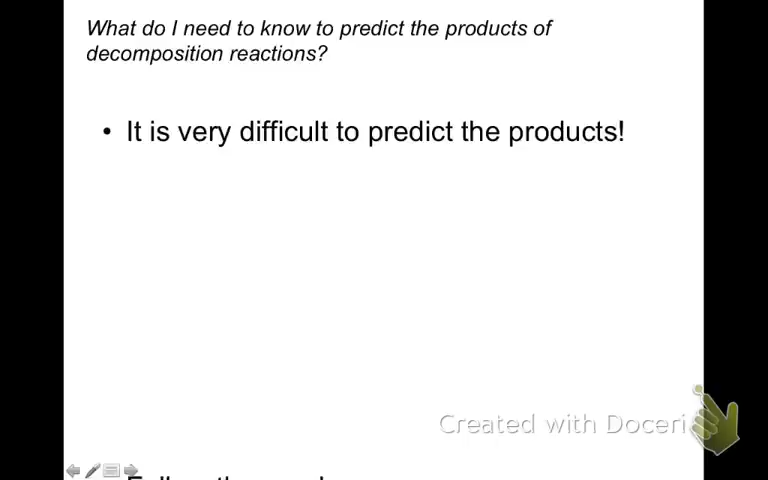 What do I need to know to predict the products of
decomposition reactions?
• It is very difficult to predict the products!
Created with Doceri